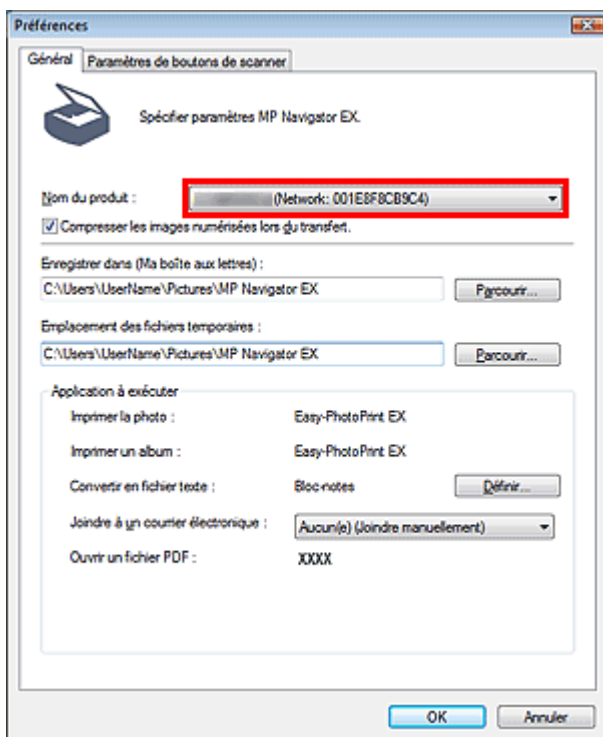 Préférences
Général
Paramètres de boutons de scanner
Spécifier paramètres MP Navigator EX.
Nom du produit :
(Network: 001E8F8CB9C4)
Compresser les images numérisées lors du transfert.
Enregistrer dans (Ma boîte aux lettres) :
C:\Users\UserName\Pictures\MP Navigator EX
Parcourir...
Emplacement des fichiers temporaires :
C:\Users\UserName\Pictures\MP Navigator EX
Parcourir...
Application à exécuter
Imprimer la photo : Easy-PhotoPrint EX
Imprimer un album : Easy-PhotoPrint EX
Convertir en fichier texte : Bloc-notes Définir...
Joindre à un courrier électronique : Aucun(e) (Joindre manuellement)
Ouvrir un fichier PDF : XXXX
OK Annuler